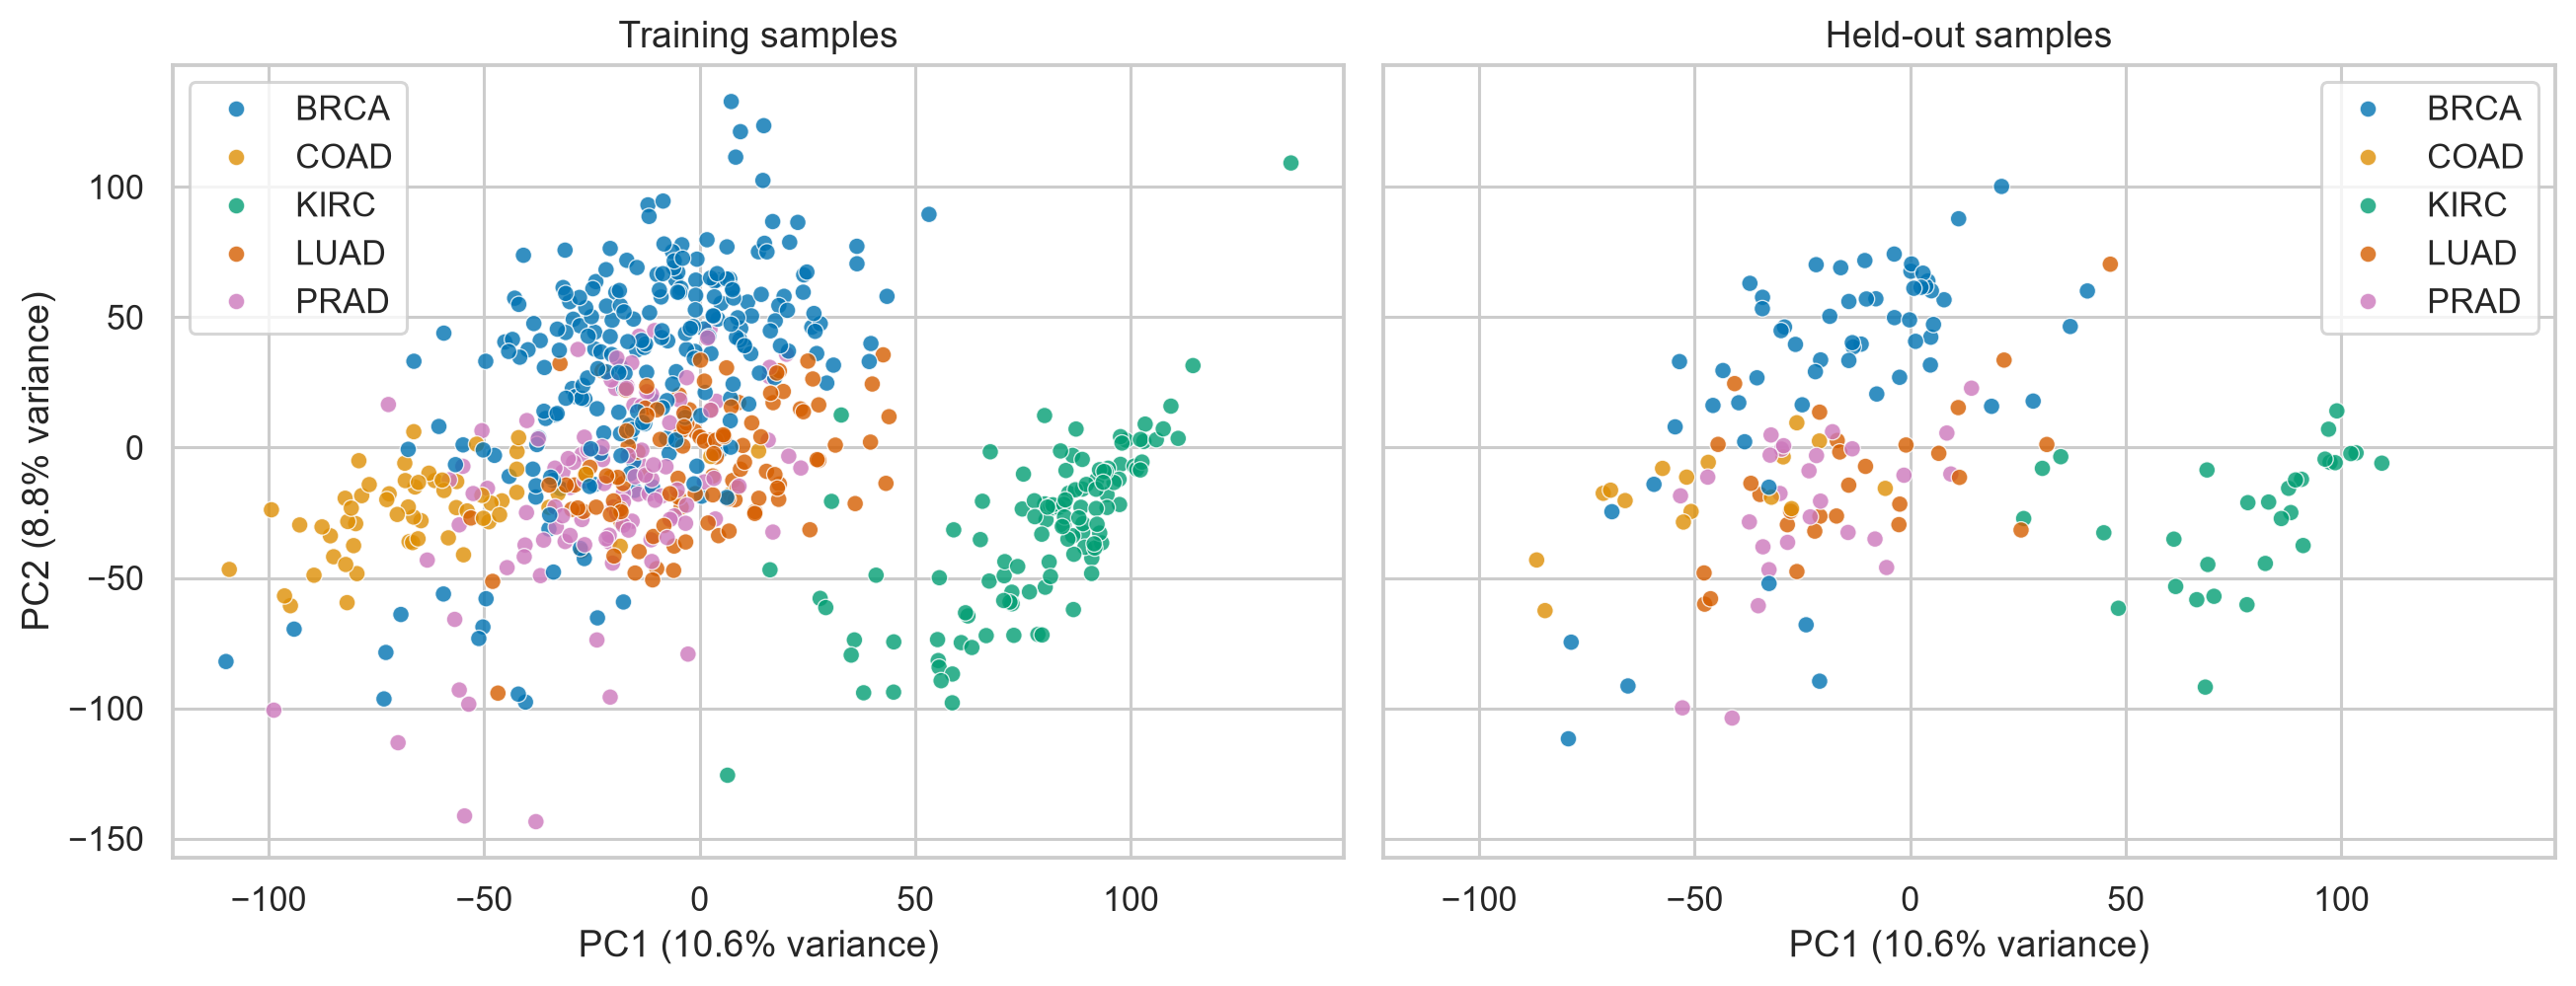 Training samples
Held-out samples
BRCA
COAD
KIRC
LUAD
PRAD
BRCA
COAD
KIRC
LUAD
PRAD
100
50
0
−50
−100
−150
PC2 (8.8% variance)
−100 −50 0 50 100
−100 −50 0 50 100
PC1 (10.6% variance)
PC1 (10.6% variance)